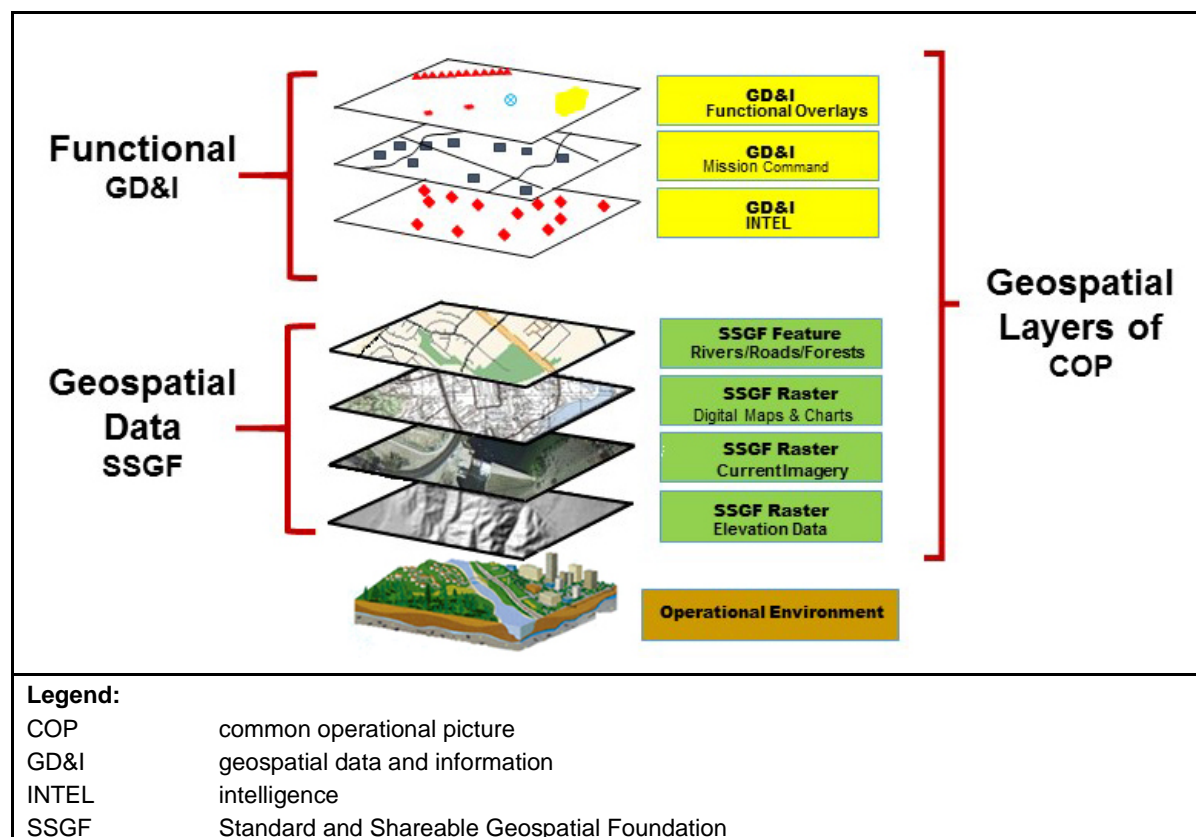 Functional
GD&I
GD&I
Functional Overlays
GD&I
Mission Command
GD&I
INTEL
Geospatial
Data
SSGF
SSGF Feature
Rivers/Roads/Forests
SSGF Raster
Digital Maps & Charts
SSGF Raster
Current Imagery
SSGF Raster
Elevation Data
Geospatial
Layers of
COP
Operational Environment
Legend:
COP common operational picture
GD&I geospatial data and information
INTEL intelligence
SSGF Standard and Shareable Geospatial Foundation